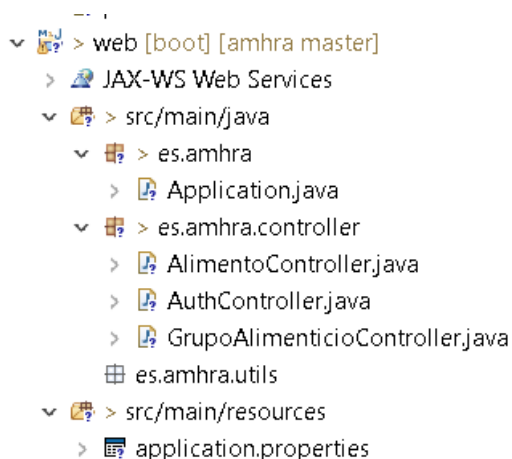 > web [boot] [amhra master]
JAX-WS Web Services
> src/main/java
> es.amhra
> Application.java
> es.amhra.controller
> AlimentoController.java
> AuthController.java
> GrupoAlimenticioController.java
es.amhra.utils
> src/main/resources
application.properties